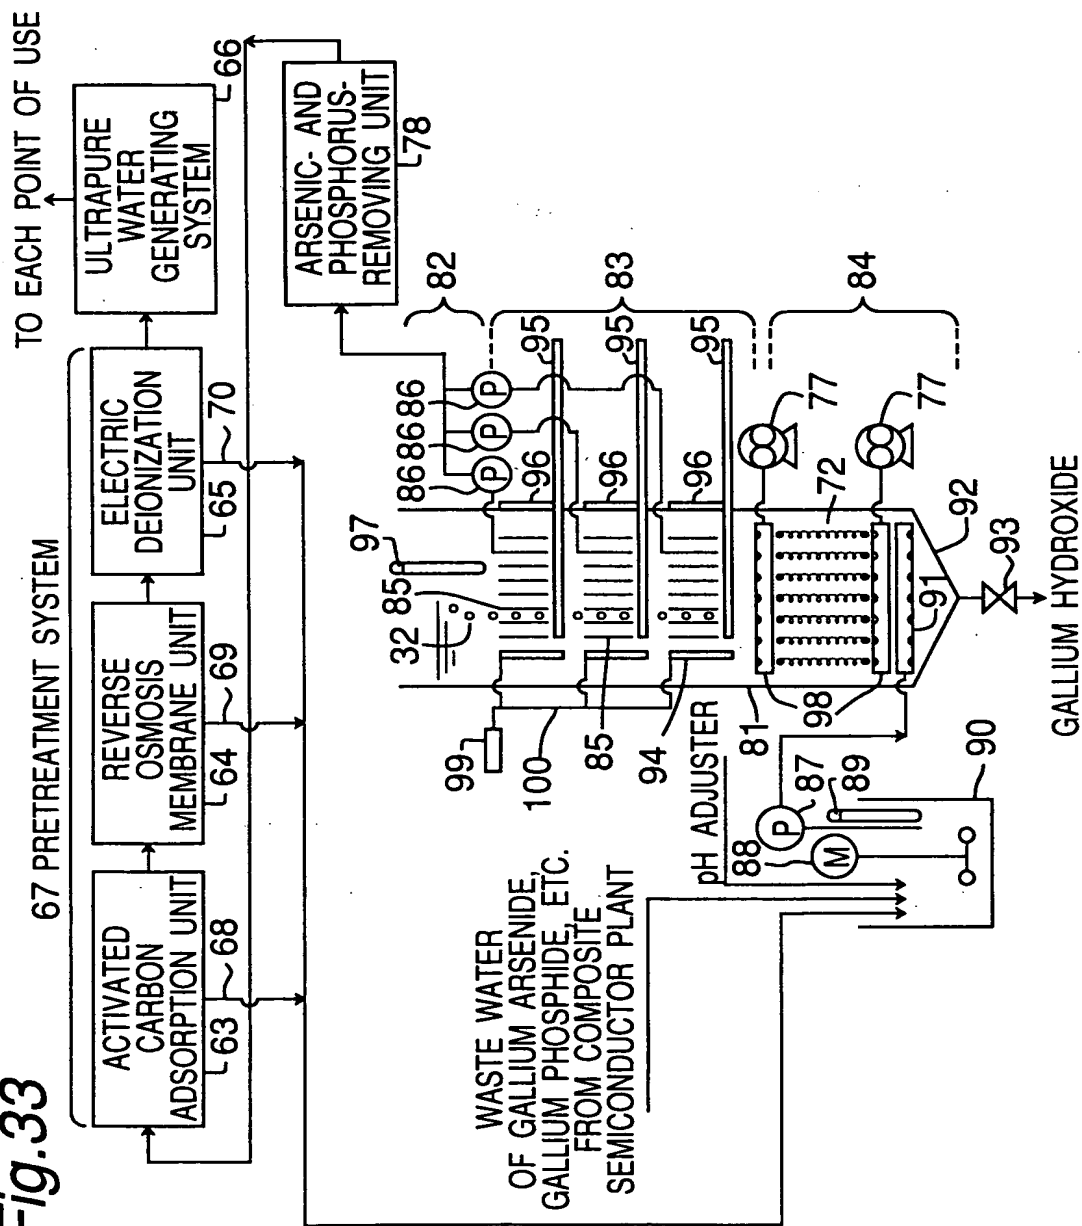 Fig.33
67 PRETREATMENT SYSTEM
TO EACH POINT OF USE
ACTIVATED
CARBON
ADSORPTION UNIT
63
68
REVERSE
OSMOSIS
MEMBRANE UNIT
64
69
ELECTRIC
DEIONIZATION
UNIT
65
70
ULTRAPURE
WATER
GENERATING
SYSTEM
66
ARSENIC- AND
PHOSPHORUS-
REMOVING UNIT
78
82
83
84
86
86
86
P
P
P
95
95
95
96
96
96
97
85
32
99
100
85
94
77
77
72
81
98
91
92
93
GALLIUM HYDROXIDE
WASTE WATER
OF GALLIUM ARSENIDE,
GALLIUM PHOSPHIDE, ETC.
FROM COMPOSITE
SEMICONDUCTOR PLANT
pH ADJUSTER
88
87
89
P
M
90